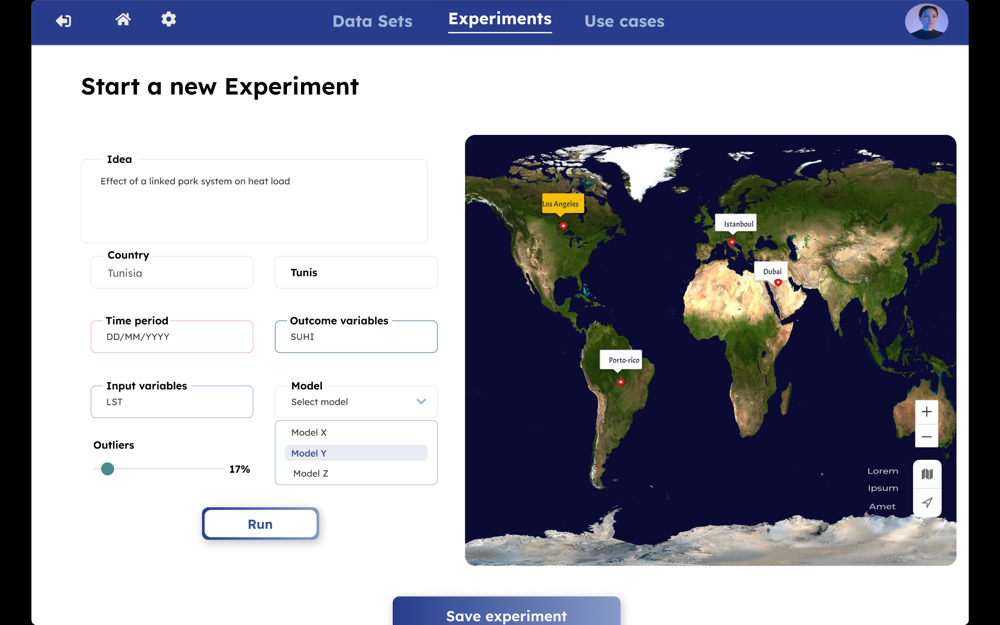 Data Sets
Experiments
Use cases
Start a new Experiment
Idea
Effect of a linked park system on heat load
Country
Tunisia
Tunis
Time period
DD/MM/YYYY
Outcome variables
SUHI
Input variables
LST
Model
Select model
Model X
Model Y
Model Z
Outliers
17%
Run
Los Angeles
Istanboul
Dubai
Porto-rico
+
−
Lorem
Ipsum
Amet
Save experiment